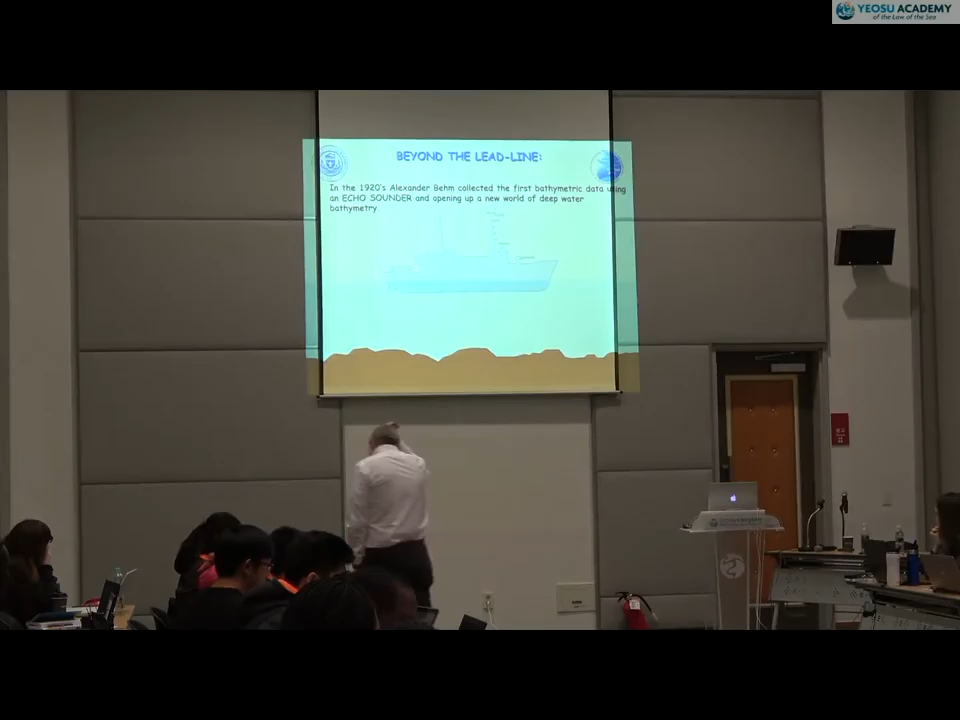 YEOSU ACADEMY
of the Law of the Sea
BEYOND THE LEAD-LINE:
In the 1920's Alexander Behm collected the first bathymetric data using
an ECHO SOUNDER and opening up a new world of deep water
bathymetry